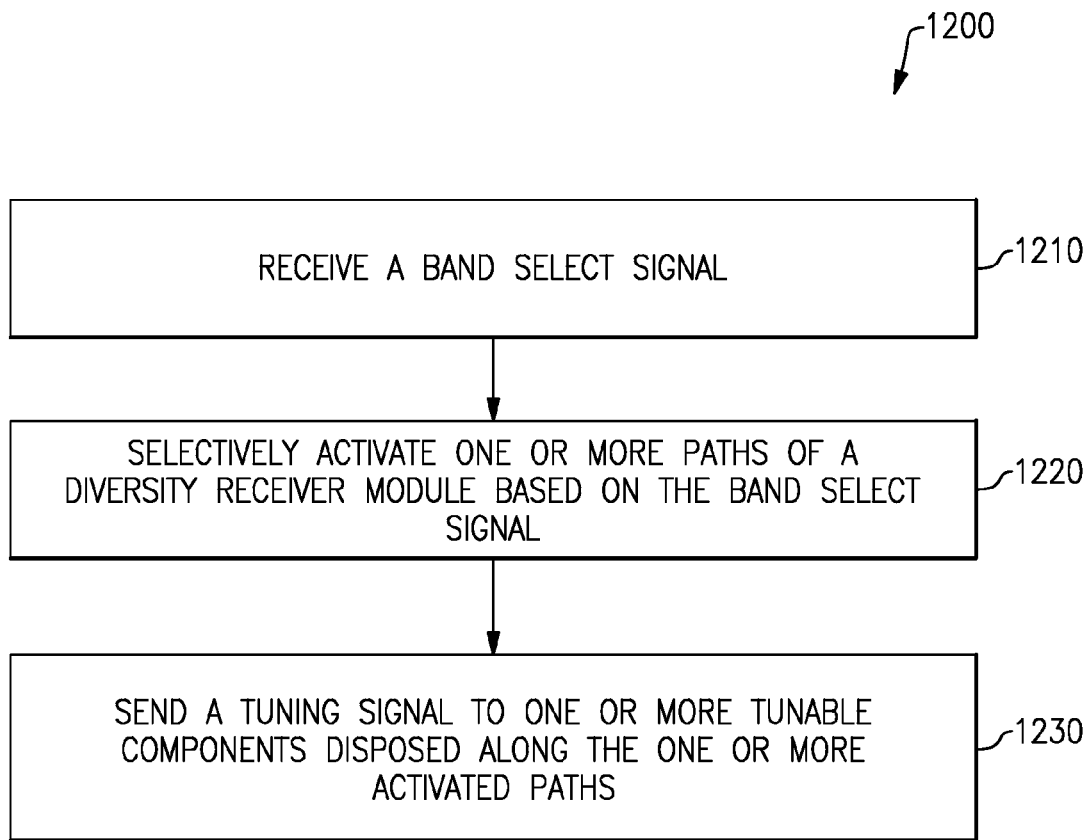 1200
RECEIVE A BAND SELECT SIGNAL
1210
SELECTIVELY ACTIVATE ONE OR MORE PATHS OF A
DIVERSITY RECEIVER MODULE BASED ON THE BAND SELECT
SIGNAL
1220
SEND A TUNING SIGNAL TO ONE OR MORE TUNABLE
COMPONENTS DISPOSED ALONG THE ONE OR MORE
ACTIVATED PATHS
1230